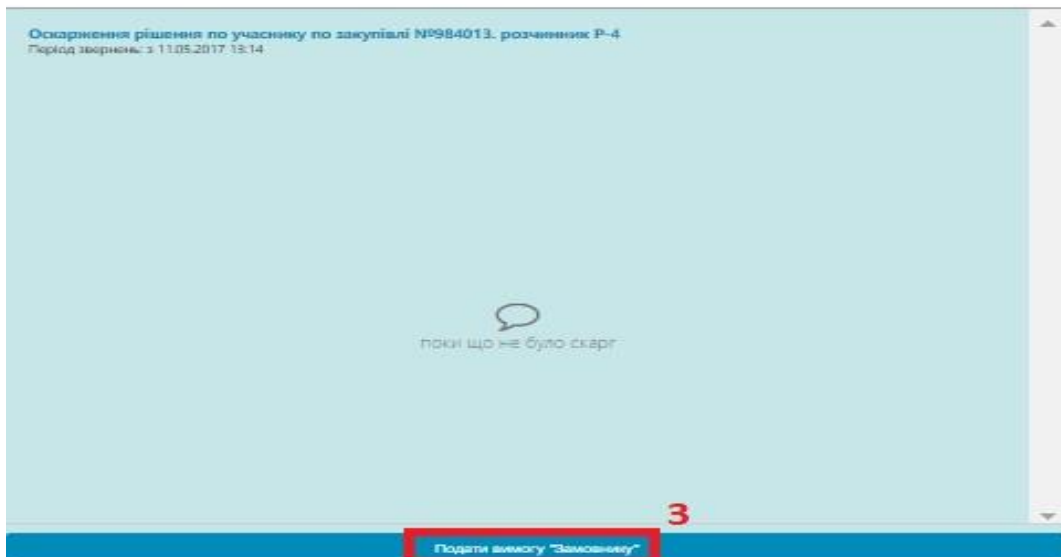 Оскарження рішення по учаснику по закупівлі №984013. розчинник Р-4
Період звернень: з 11.05.2017 13:14
поки що не було скарг
3
Подати вимогу "Замовнику"